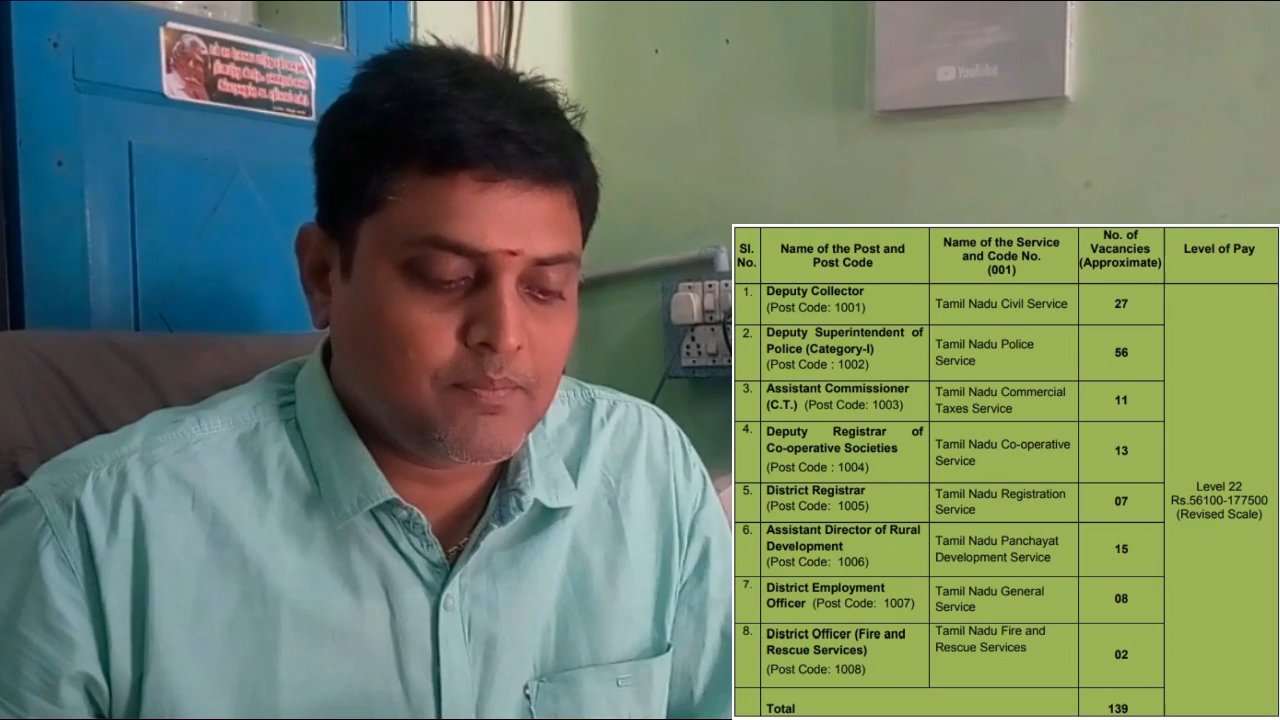 YouTube
Sl. No.
Name of the Post and Post Code
Name of the Service and Code No. (001)
No. of Vacancies (Approximate)
Level of Pay
1.
Deputy Collector
(Post Code: 1001)
Tamil Nadu Civil Service
27
2.
Deputy Superintendent of
Police (Category-I)
(Post Code : 1002)
Tamil Nadu Police
Service
56
3.
Assistant Commissioner
(C.T.) (Post Code: 1003)
Tamil Nadu Commercial
Taxes Service
11
4.
Deputy Registrar of
Co-operative Societies
(Post Code : 1004)
Tamil Nadu Co-operative
Service
13
5.
District Registrar
(Post Code: 1005)
Tamil Nadu Registration
Service
07
6.
Assistant Director of Rural
Development
(Post Code: 1006)
Tamil Nadu Panchayat
Development Service
15
7.
District Employment
Officer (Post Code: 1007)
Tamil Nadu General
Service
08
8.
District Officer (Fire and
Rescue Services)
(Post Code: 1008)
Tamil Nadu Fire and
Rescue Services
02
Level 22
Rs.56100-177500
(Revised Scale)
Total
139